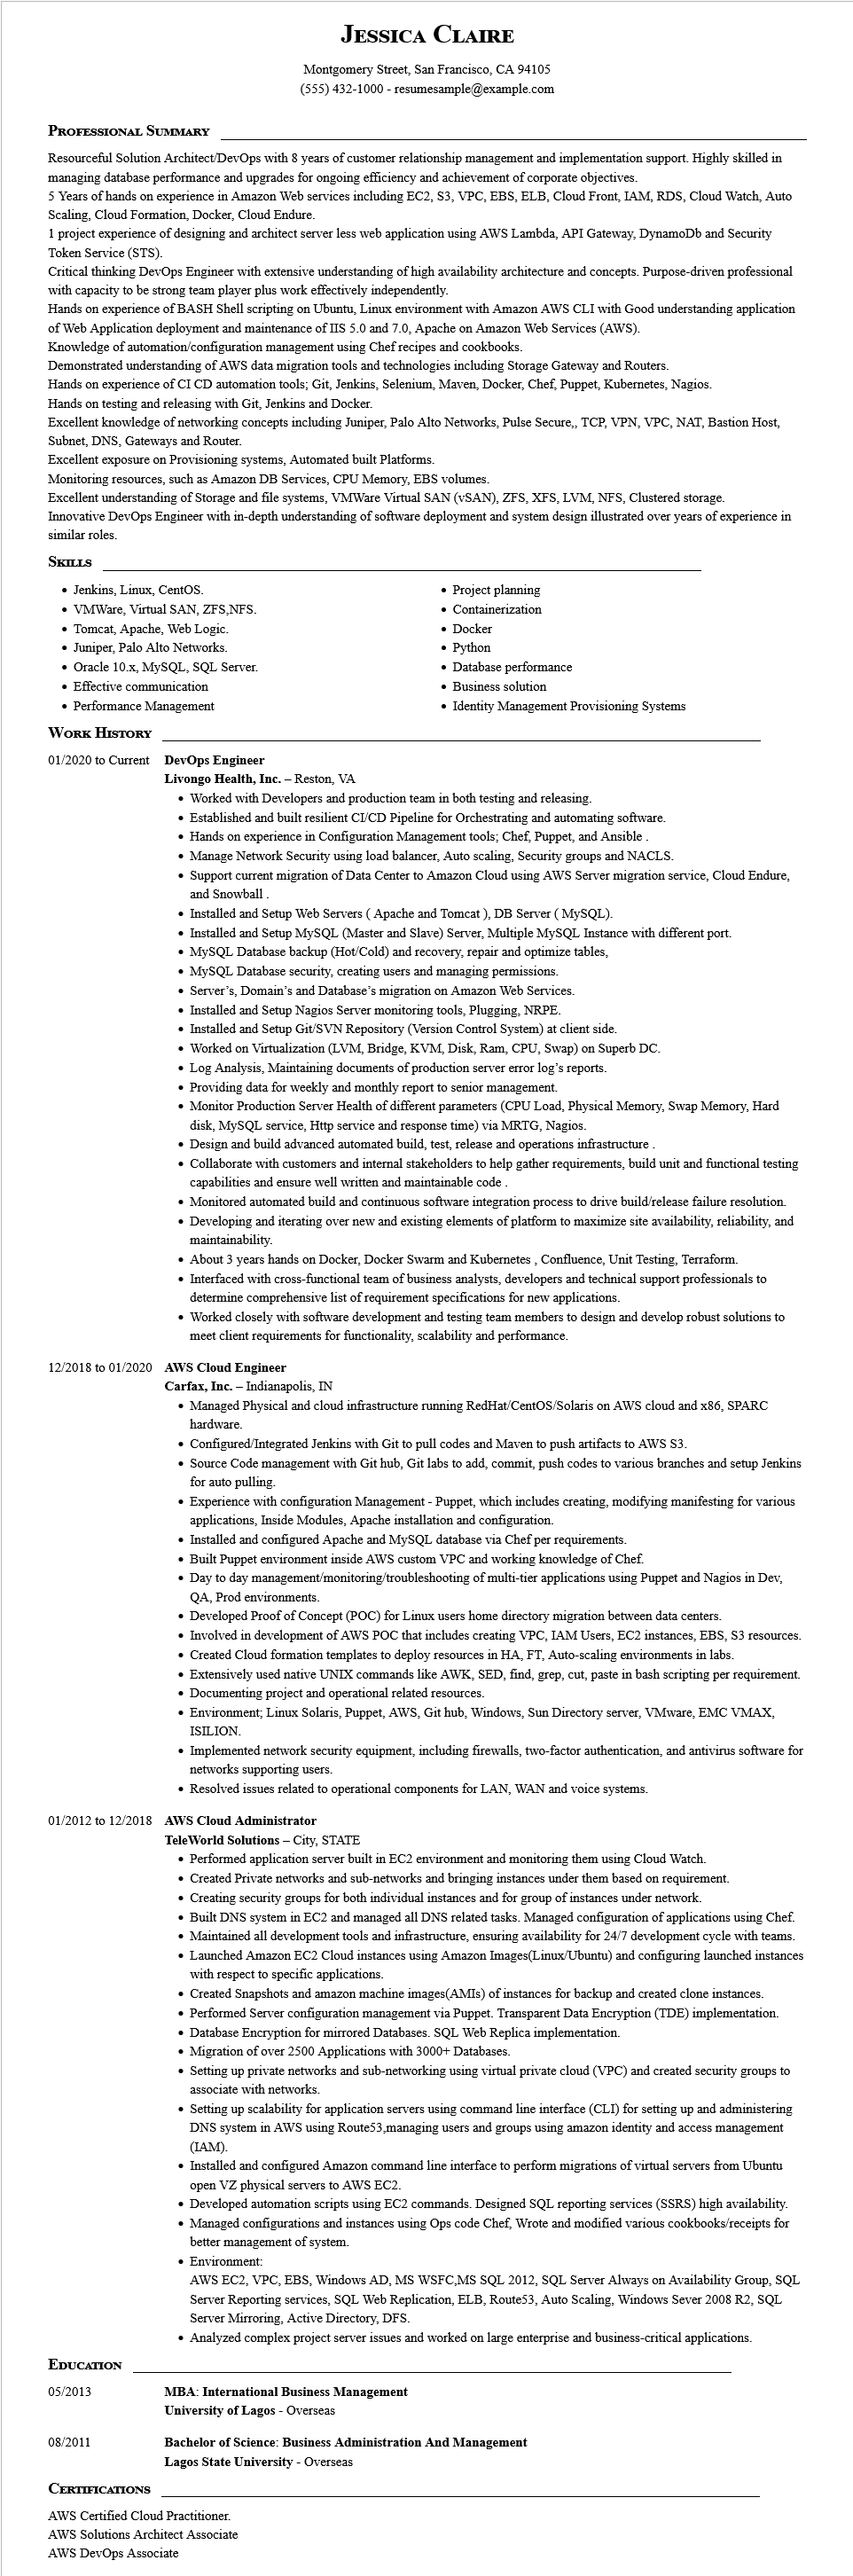 Jessica Claire
Montgomery Street, San Francisco, CA 94105
(555) 432-1000 - resumesample@example.com
Professional Summary
Resourceful Solution Architect/DevOps with 8 years of customer relationship management and implementation support. Highly skilled in
managing database performance and upgrades for ongoing efficiency and achievement of corporate objectives.
5 Years of hands on experience in Amazon Web services including EC2, S3, VPC, EBS, ELB, Cloud Front, IAM, RDS, Cloud Watch, Auto
Scaling, Cloud Formation, Docker, Cloud Endure.
1 project experience of designing and architect server less web application using AWS Lambda, API Gateway, DynamoDb and Security
Token Service (STS).
Critical thinking DevOps Engineer with extensive understanding of high availability architecture and concepts. Purpose-driven professional
with capacity to be strong team player plus work effectively independently.
Hands on experience of BASH Shell scripting on Ubuntu, Linux environment with Amazon AWS CLI with Good understanding application
of Web Application deployment and maintenance of IIS 5.0 and 7.0, Apache on Amazon Web Services (AWS).
Knowledge of automation/configuration management using Chef recipes and cookbooks.
Demonstrated understanding of AWS data migration tools and technologies including Storage Gateway and Routers.
Hands on experience of CI CD automation tools; Git, Jenkins, Selenium, Maven, Docker, Chef, Puppet, Kubernetes, Nagios.
Hands on testing and releasing with Git, Jenkins and Docker.
Excellent knowledge of networking concepts including Juniper, Palo Alto Networks, Pulse Secure,, TCP, VPN, VPC, NAT, Bastion Host,
Subnet, DNS, Gateways and Router.
Excellent exposure on Provisioning systems, Automated built Platforms.
Monitoring resources, such as Amazon DB Services, CPU Memory, EBS volumes.
Excellent understanding of Storage and file systems, VMWare Virtual SAN (vSAN), ZFS, XFS, LVM, NFS, Clustered storage.
Innovative DevOps Engineer with in-depth understanding of software deployment and system design illustrated over years of experience in
similar roles.
Skills
• Jenkins, Linux, CentOS.
• VMWare, Virtual SAN, ZFS,NFS.
• Tomcat, Apache, Web Logic.
• Juniper, Palo Alto Networks.
• Oracle 10.x, MySQL, SQL Server.
• Effective communication
• Performance Management
• Project planning
• Containerization
• Docker
• Python
• Database performance
• Business solution
• Identity Management Provisioning Systems
Work History
01/2020 to Current DevOps Engineer
Livongo Health, Inc. – Reston, VA
• Worked with Developers and production team in both testing and releasing.
• Established and built resilient CI/CD Pipeline for Orchestrating and automating software.
• Hands on experience in Configuration Management tools; Chef, Puppet, and Ansible .
• Manage Network Security using load balancer, Auto scaling, Security groups and NACLS.
• Support current migration of Data Center to Amazon Cloud using AWS Server migration service, Cloud Endure,
and Snowball .
• Installed and Setup Web Servers ( Apache and Tomcat ), DB Server ( MySQL).
• Installed and Setup MySQL (Master and Slave) Server, Multiple MySQL Instance with different port.
• MySQL Database backup (Hot/Cold) and recovery, repair and optimize tables,
• MySQL Database security, creating users and managing permissions.
• Server’s, Domain’s and Database’s migration on Amazon Web Services.
• Installed and Setup Nagios Server monitoring tools, Plugging, NRPE.
• Installed and Setup Git/SVN Repository (Version Control System) at client side.
• Worked on Virtualization (LVM, Bridge, KVM, Disk, Ram, CPU, Swap) on Superb DC.
• Log Analysis, Maintaining documents of production server error log’s reports.
• Providing data for weekly and monthly report to senior management.
• Monitor Production Server Health of different parameters (CPU Load, Physical Memory, Swap Memory, Hard
disk, MySQL service, Http service and response time) via MRTG, Nagios.
• Design and build advanced automated build, test, release and operations infrastructure .
• Collaborate with customers and internal stakeholders to help gather requirements, build unit and functional testing
capabilities and ensure well written and maintainable code .
• Monitored automated build and continuous software integration process to drive build/release failure resolution.
• Developing and iterating over new and existing elements of platform to maximize site availability, reliability, and
maintainability.
• About 3 years hands on Docker, Docker Swarm and Kubernetes , Confluence, Unit Testing, Terraform.
• Interfaced with cross-functional team of business analysts, developers and technical support professionals to
determine comprehensive list of requirement specifications for new applications.
• Worked closely with software development and testing team members to design and develop robust solutions to
meet client requirements for functionality, scalability and performance.
12/2018 to 01/2020 AWS Cloud Engineer
Carfax, Inc. – Indianapolis, IN
• Managed Physical and cloud infrastructure running RedHat/CentOS/Solaris on AWS cloud and x86, SPARC
hardware.
• Configured/Integrated Jenkins with Git to pull codes and Maven to push artifacts to AWS S3.
• Source Code management with Git hub, Git labs to add, commit, push codes to various branches and setup Jenkins
for auto pulling.
• Experience with configuration Management - Puppet, which includes creating, modifying manifesting for various
applications, Inside Modules, Apache installation and configuration.
• Installed and configured Apache and MySQL database via Chef per requirements.
• Built Puppet environment inside AWS custom VPC and working knowledge of Chef.
• Day to day management/monitoring/troubleshooting of multi-tier applications using Puppet and Nagios in Dev,
QA, Prod environments.
• Developed Proof of Concept (POC) for Linux users home directory migration between data centers.
• Involved in development of AWS POC that includes creating VPC, IAM Users, EC2 instances, EBS, S3 resources.
• Created Cloud formation templates to deploy resources in HA, FT, Auto-scaling environments in labs.
• Extensively used native UNIX commands like AWK, SED, find, grep, cut, paste in bash scripting per requirement.
• Documenting project and operational related resources.
• Environment; Linux Solaris, Puppet, AWS, Git hub, Windows, Sun Directory server, VMware, EMC VMAX,
ISILION.
• Implemented network security equipment, including firewalls, two-factor authentication, and antivirus software for
networks supporting users.
• Resolved issues related to operational components for LAN, WAN and voice systems.
01/2012 to 12/2018 AWS Cloud Administrator
TeleWorld Solutions – City, STATE
• Performed application server built in EC2 environment and monitoring them using Cloud Watch.
• Created Private networks and sub-networks and bringing instances under them based on requirement.
• Creating security groups for both individual instances and for group of instances under network.
• Built DNS system in EC2 and managed all DNS related tasks. Managed configuration of applications using Chef.
• Maintained all development tools and infrastructure, ensuring availability for 24/7 development cycle with teams.
• Launched Amazon EC2 Cloud instances using Amazon Images(Linux/Ubuntu) and configuring launched instances
with respect to specific applications.
• Created Snapshots and amazon machine images(AMIs) of instances for backup and created clone instances.
• Performed Server configuration management via Puppet. Transparent Data Encryption (TDE) implementation.
• Database Encryption for mirrored Databases. SQL Web Replica implementation.
• Migration of over 2500 Applications with 3000+ Databases.
• Setting up private networks and sub-networking using virtual private cloud (VPC) and created security groups to
associate with networks.
• Setting up scalability for application servers using command line interface (CLI) for setting up and administering
DNS system in AWS using Route53,managing users and groups using amazon identity and access management
(IAM).
• Installed and configured Amazon command line interface to perform migrations of virtual servers from Ubuntu
open VZ physical servers to AWS EC2.
• Developed automation scripts using EC2 commands. Designed SQL reporting services (SSRS) high availability.
• Managed configurations and instances using Ops code Chef, Wrote and modified various cookbooks/receipts for
better management of system.
• Environment:
AWS EC2, VPC, EBS, Windows AD, MS WSFC,MS SQL 2012, SQL Server Always on Availability Group, SQL
Server Reporting services, SQL Web Replication, ELB, Route53, Auto Scaling, Windows Sever 2008 R2, SQL
Server Mirroring, Active Directory, DFS.
• Analyzed complex project server issues and worked on large enterprise and business-critical applications.
Education
05/2013 MBA: International Business Management
University of Lagos - Overseas
08/2011 Bachelor of Science: Business Administration And Management
Lagos State University - Overseas
Certifications
AWS Certified Cloud Practitioner.
AWS Solutions Architect Associate
AWS DevOps Associate